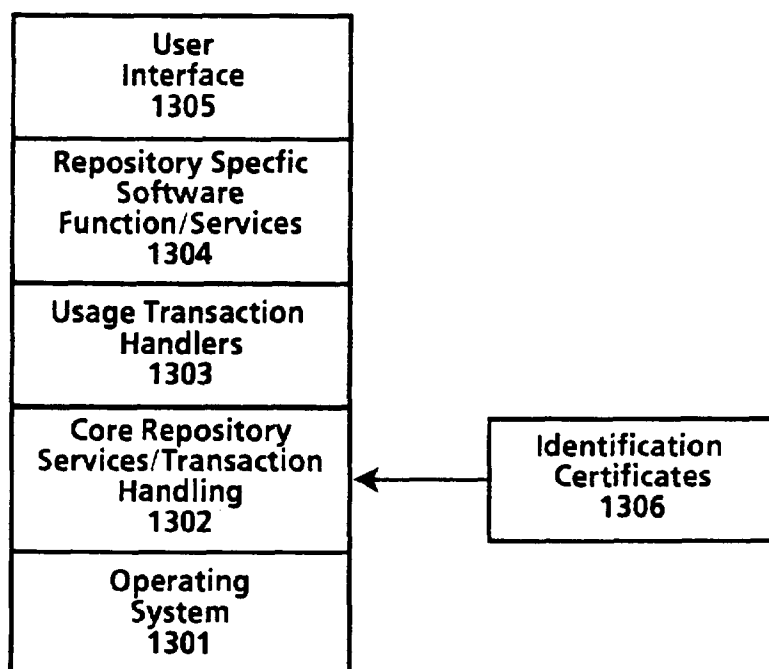 User
Interface
1305
Repository Specfic
Software
Function/Services
1304
Usage Transaction
Handlers
1303
Core Repository
Services/Transaction
Handling
1302
Identification
Certificates
1306
Operating
System
1301